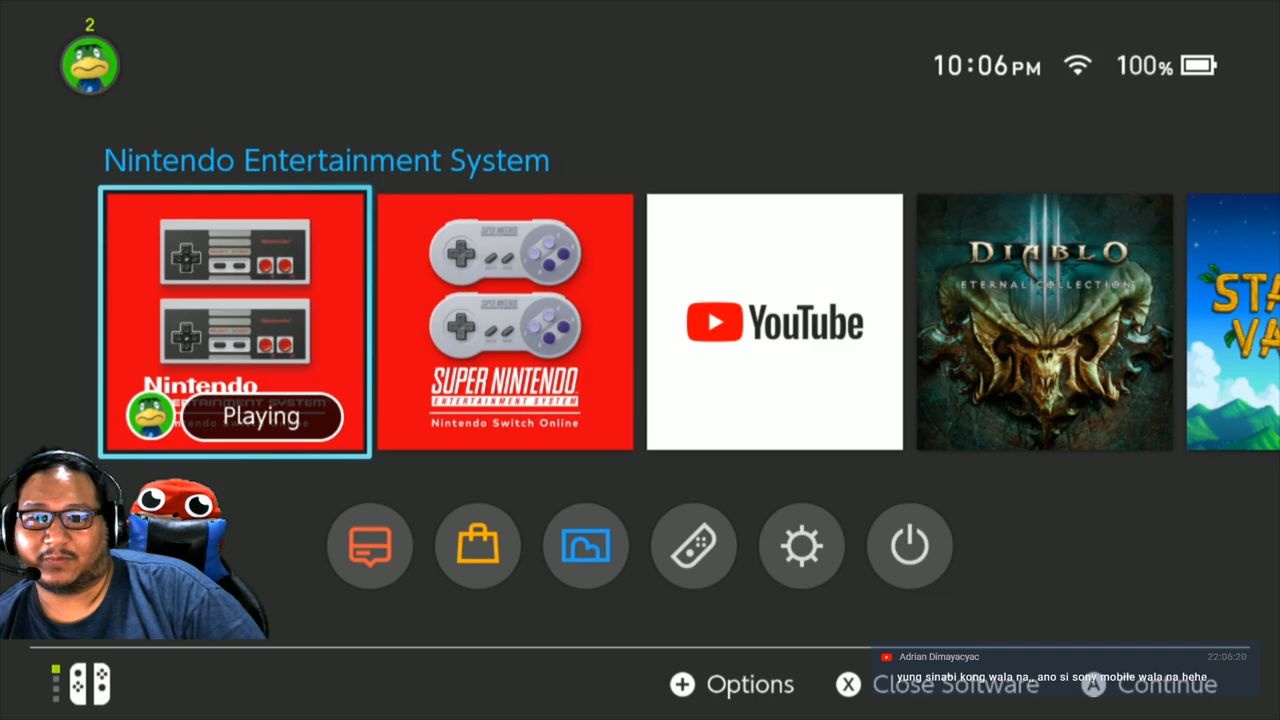 2
10:06PM 100%
Nintendo Entertainment System
Nintendo
Playing
SUPER NINTENDO
ENTERTAINMENT SYSTEM
Nintendo Switch Online
YouTube
DIABLO
ETERNAL COLLECTION
STA
VA
Adrian Dimayacyac 22:06:20
yung sinabi kong wala na,, ano si sony mobile wala na hehe
Options
X Close Software
A Continue